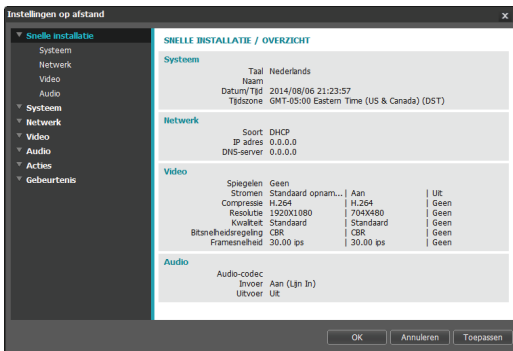 Instellingen op afstand x
Snelle installatie
Systeem
Netwerk
Video
Audio
Systeem
Netwerk
Video
Audio
Acties
Gebeurtenis
SNELLE INSTALLATIE / OVERZICHT
Systeem
Taal Nederlands
Naam
Datum/Tijd 2014/08/06 21:23:57
Tijdszone GMT-05:00 Eastern Time (US & Canada) (DST)
Netwerk
Soort DHCP
IP adres 0.0.0.0
DNS-server 0.0.0.0
Video
Spiegelen Geen
Stromen Standaard opnam... | Aan | Uit
Compressie H.264 | H.264 | Geen
Resolutie 1920X1080 | 704X480 | Geen
Kwaliteit Standaard | Standaard | Geen
Bitsnelheidsregeling CBR | CBR | Geen
Framesnelheid 30.00 ips | 30.00 ips | Geen
Audio
Audio-codec
Invoer Aan (Lijn In)
Uitvoer Uit
OK Annuleren Toepassen